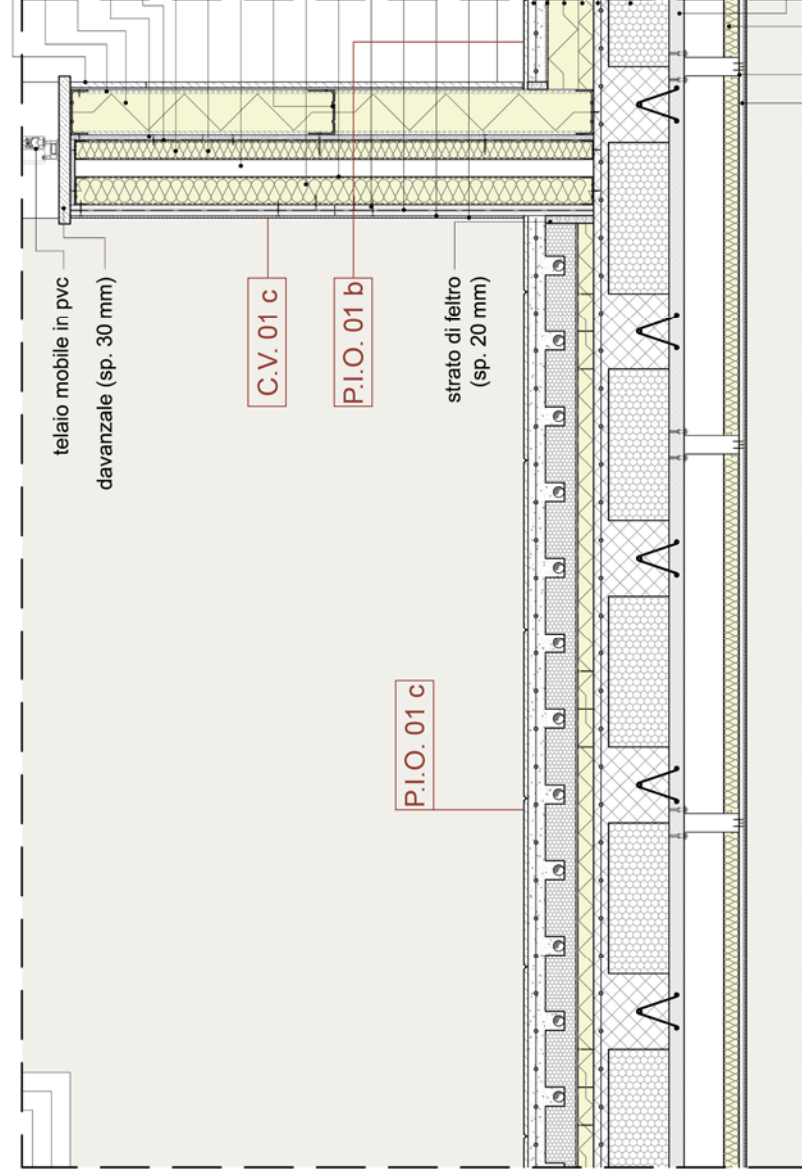 telaio mobile in pvc
davanzale (sp. 30 mm)
C.V. 01 c
P.I.O. 01 b
strato di feltro
(sp. 20 mm)
P.I.O. 01 c